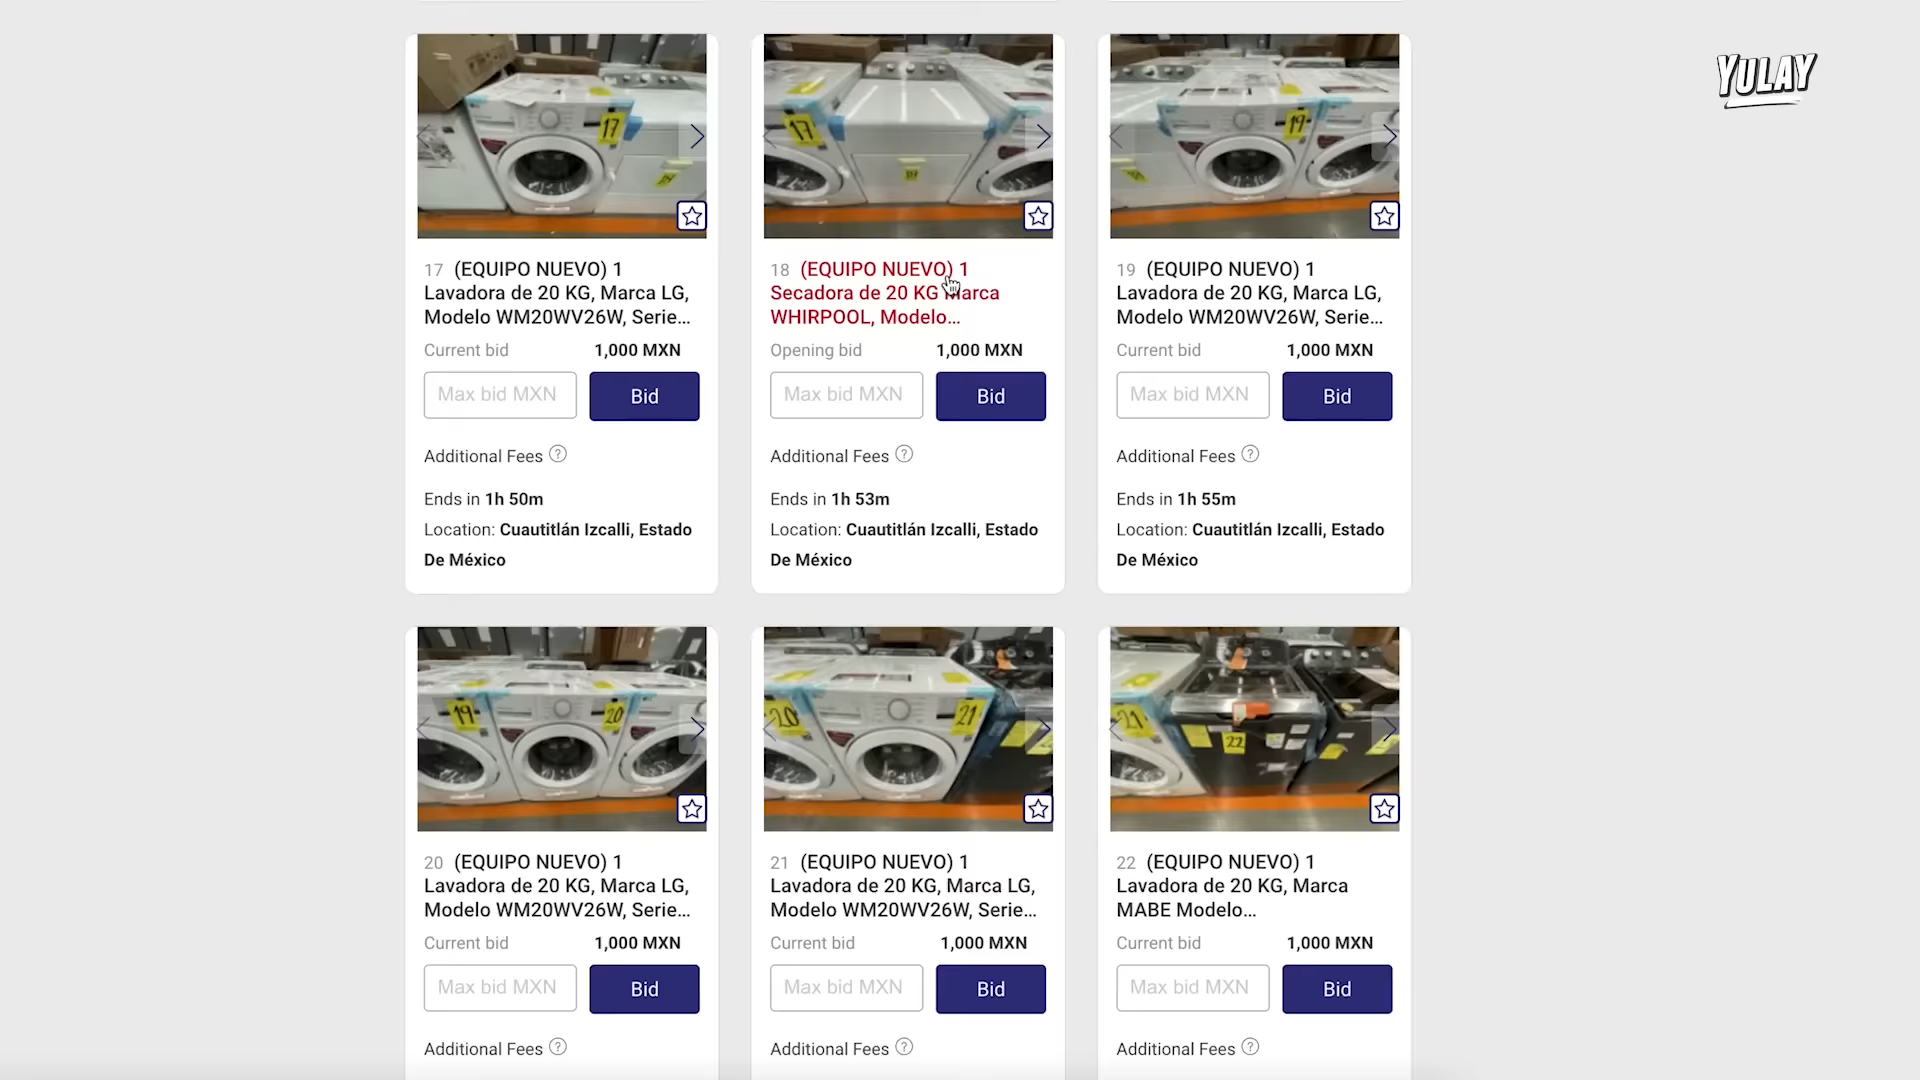 YULAY
17
17
19
17 (EQUIPO NUEVO) 1
Lavadora de 20 KG, Marca LG,
Modelo WM20WV26W, Serie...
Current bid 1,000 MXN
Max bid MXN Bid
Additional Fees ?
Ends in 1h 50m
Location: Cuautitlán Izcalli, Estado
De México
18 (EQUIPO NUEVO) 1
Secadora de 20 KG Marca
WHIRPOOL, Modelo...
Opening bid 1,000 MXN
Max bid MXN Bid
Additional Fees ?
Ends in 1h 53m
Location: Cuautitlán Izcalli, Estado
De México
19 (EQUIPO NUEVO) 1
Lavadora de 20 KG, Marca LG,
Modelo WM20WV26W, Serie...
Current bid 1,000 MXN
Max bid MXN Bid
Additional Fees ?
Ends in 1h 55m
Location: Cuautitlán Izcalli, Estado
De México
19 20
20 21
21 22
20 (EQUIPO NUEVO) 1
Lavadora de 20 KG, Marca LG,
Modelo WM20WV26W, Serie...
Current bid 1,000 MXN
Max bid MXN Bid
Additional Fees ?
21 (EQUIPO NUEVO) 1
Lavadora de 20 KG, Marca LG,
Modelo WM20WV26W, Serie...
Current bid 1,000 MXN
Max bid MXN Bid
Additional Fees ?
22 (EQUIPO NUEVO) 1
Lavadora de 20 KG, Marca
MABE Modelo...
Current bid 1,000 MXN
Max bid MXN Bid
Additional Fees ?